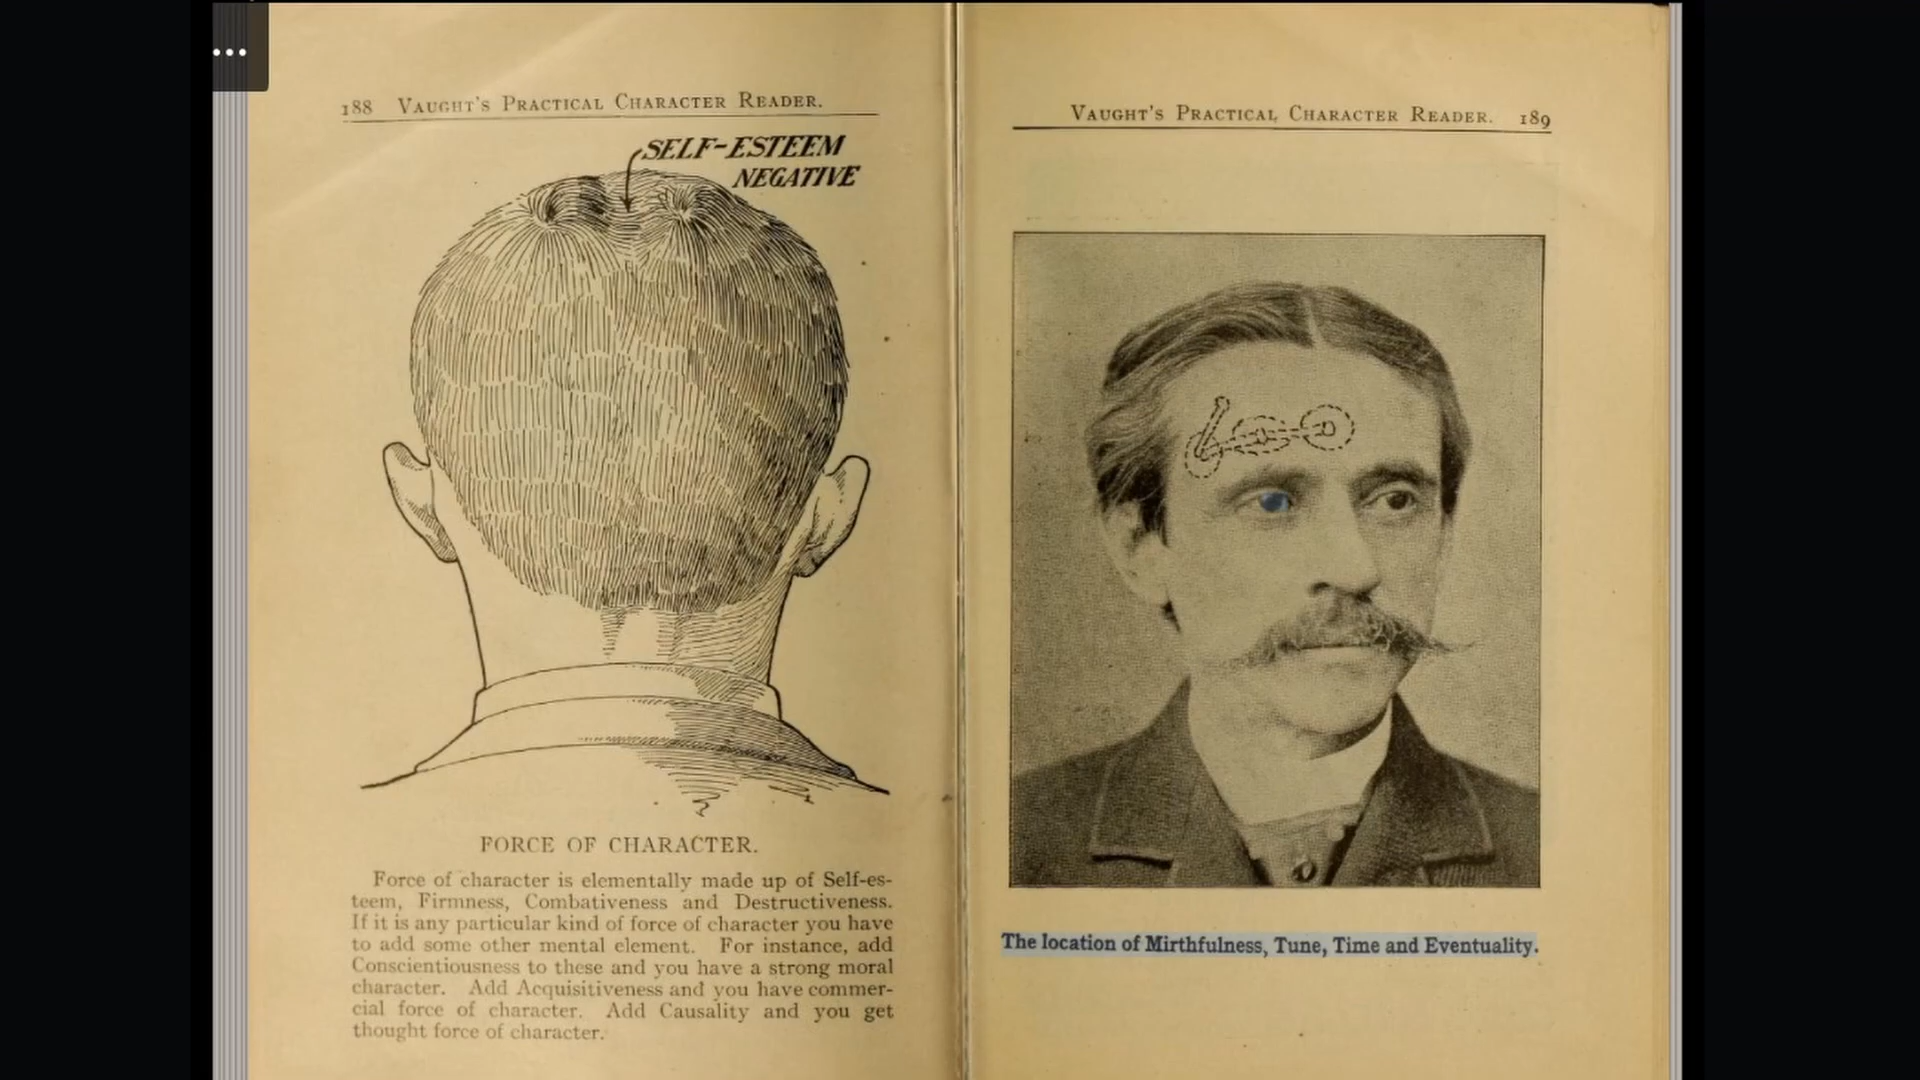 188 VAUGHT'S PRACTICAL CHARACTER READER.
SELF-ESTEEM
NEGATIVE
FORCE OF CHARACTER.
Force of character is elementally made up of Self-es-
teem, Firmness, Combativeness and Destructiveness.
If it is any particular kind of force of character you have
to add some other mental element. For instance, add
Conscientiousness to these and you have a strong moral
character. Add Acquisitiveness and you have commer-
cial force of character. Add Causality and you get
thought force of character.
VAUGHT'S PRACTICAL CHARACTER READER. 189
The location of Mirthfulness, Tune, Time and Eventuality.